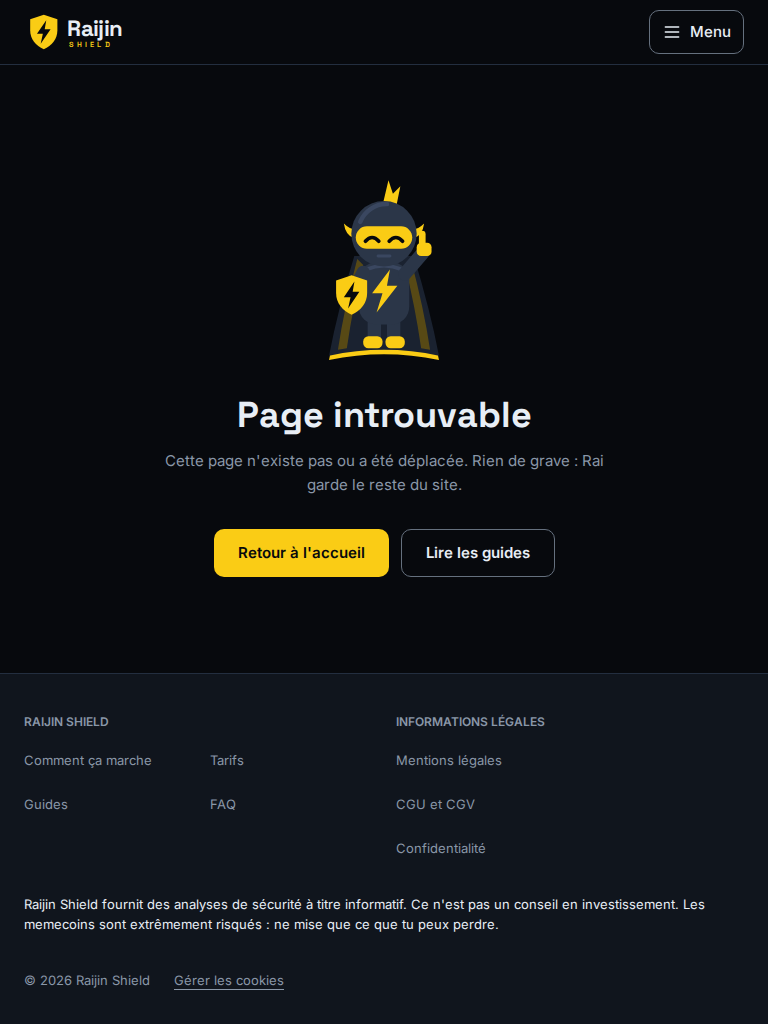 Raijin
SHIELD
Menu
Page introuvable
Cette page n'existe pas ou a été déplacée. Rien de grave : Rai
garde le reste du site.
Retour à l'accueil
Lire les guides
RAIJIN SHIELD
Comment ça marche
Tarifs
Guides
FAQ
INFORMATIONS LÉGALES
Mentions légales
CGU et CGV
Confidentialité
Raijin Shield fournit des analyses de sécurité à titre informatif. Ce n'est pas un conseil en investissement. Les
memecoins sont extrêmement risqués : ne mise que ce que tu peux perdre.
© 2026 Raijin Shield
Gérer les cookies